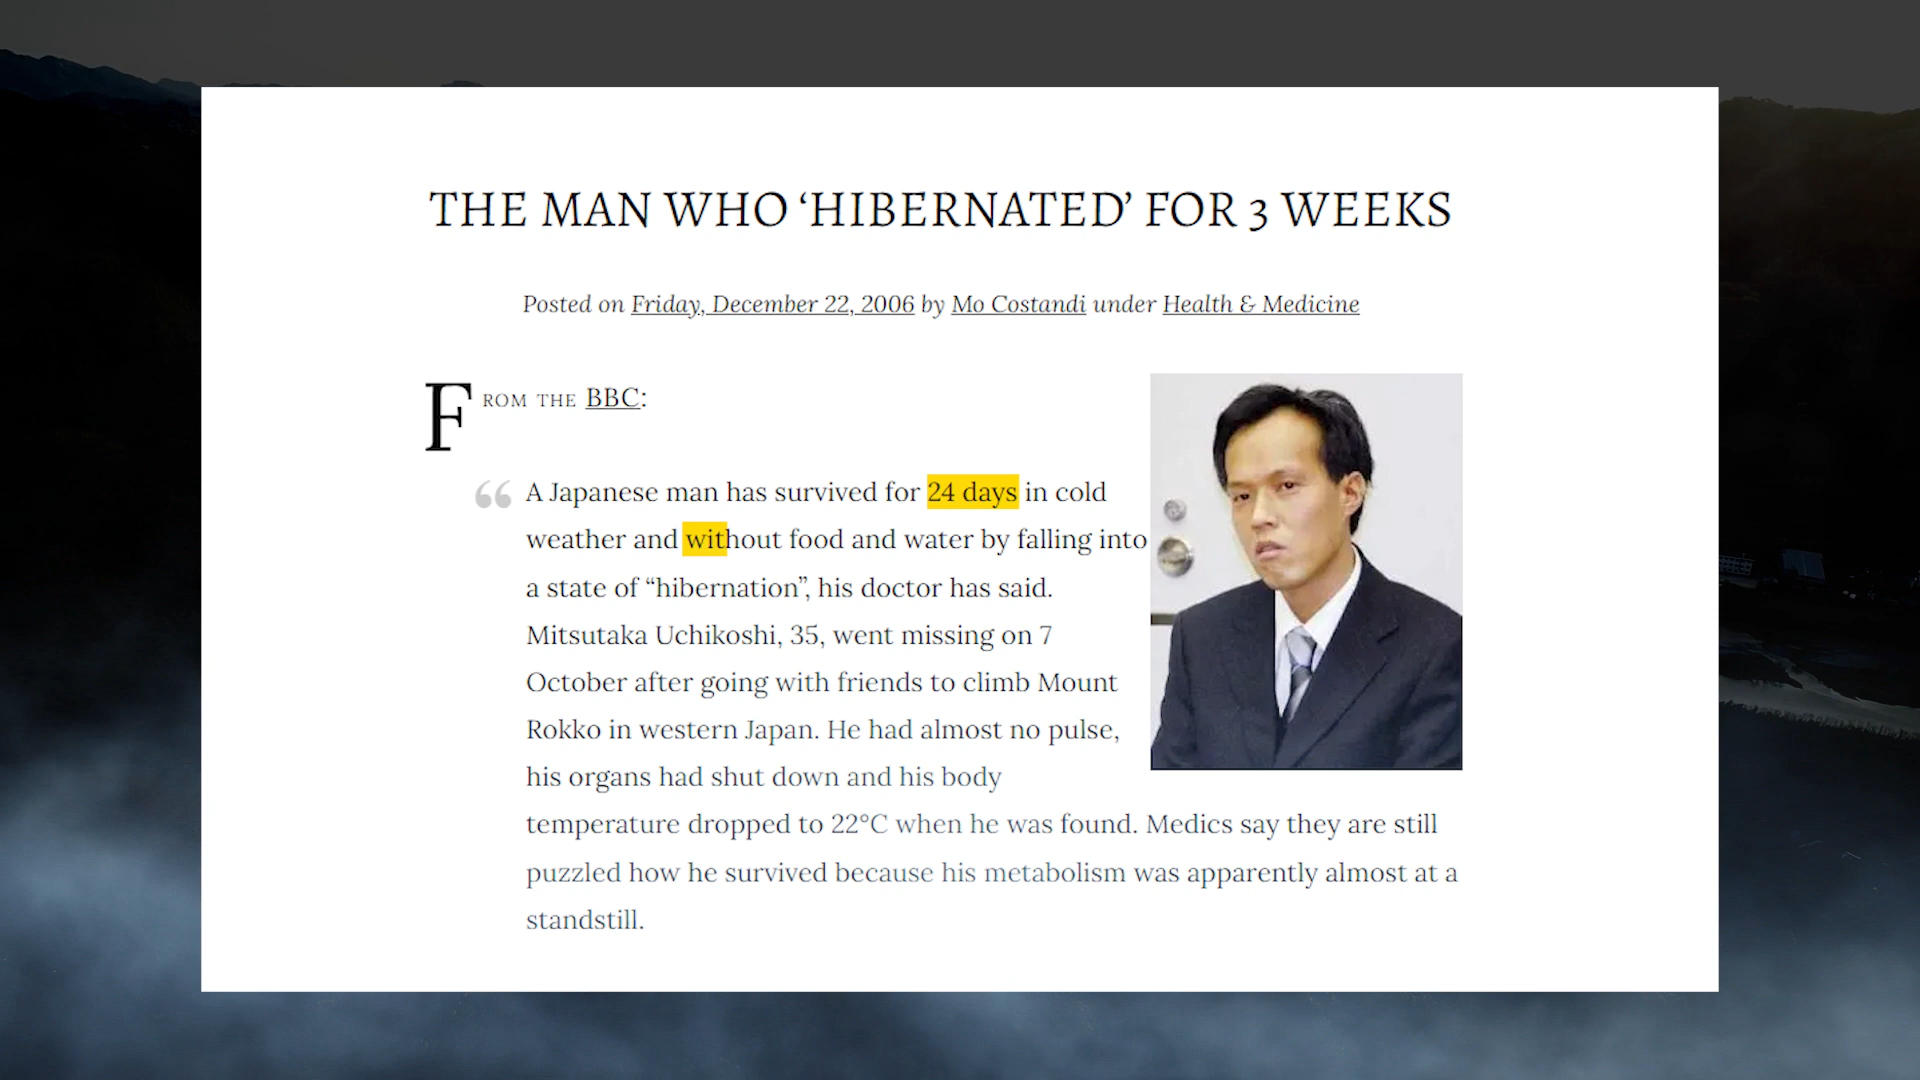 THE MAN WHO ‘HIBERNATED’ FOR 3 WEEKS
Posted on Friday, December 22, 2006 by Mo Costandi under Health & Medicine
FROM THE BBC:
“ A Japanese man has survived for 24 days in cold
weather and without food and water by falling into
a state of “hibernation”, his doctor has said.
Mitsutaka Uchikoshi, 35, went missing on 7
October after going with friends to climb Mount
Rokko in western Japan. He had almost no pulse,
his organs had shut down and his body
temperature dropped to 22°C when he was found. Medics say they are still
puzzled how he survived because his metabolism was apparently almost at a
standstill.